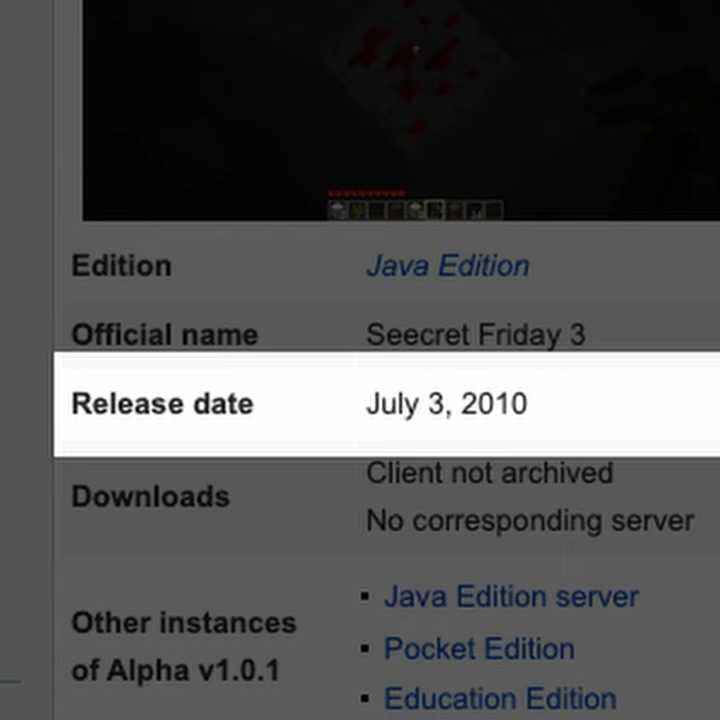 Edition Java Edition
Official name Seecret Friday 3
Release date July 3, 2010
Downloads Client not archived
No corresponding server
Other instances of Alpha v1.0.1
▪ Java Edition server
▪ Pocket Edition
▪ Education Edition